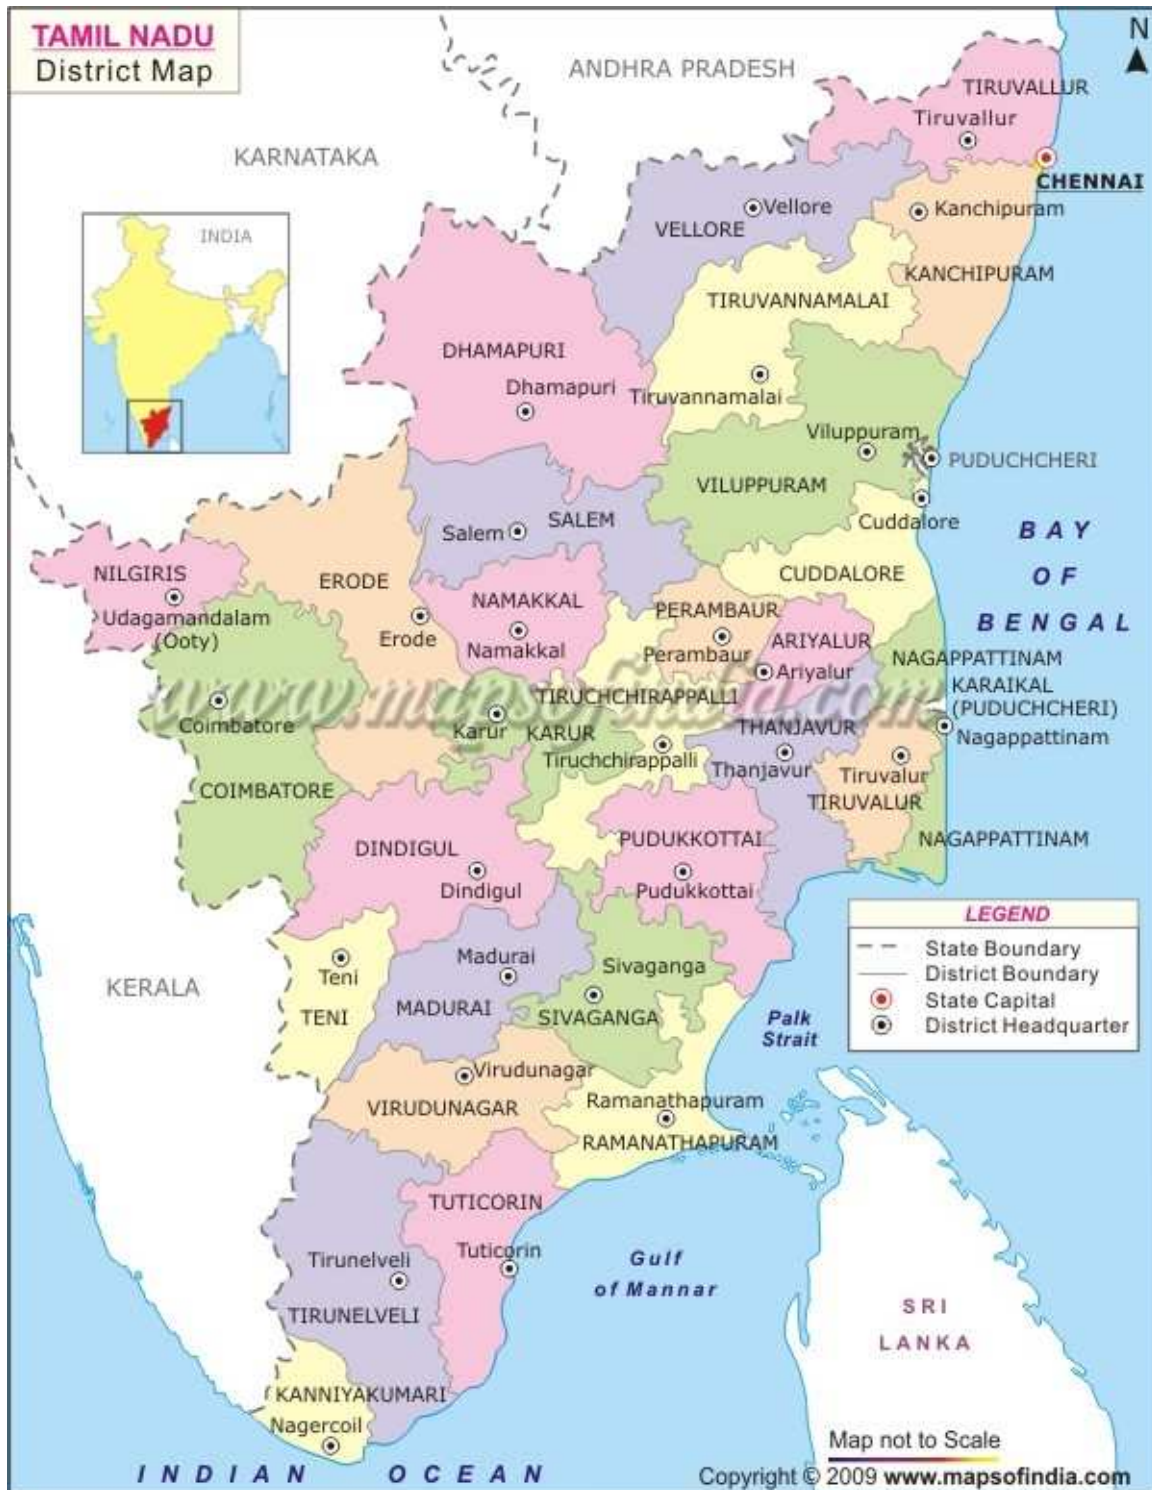 TAMIL NADU
District Map
N
ANDHRA PRADESH
KARNATAKA
INDIA
TIRUVALLUR
Tiruvallur
CHENNAI
Vellore
VELLORE
Kanchipuram
KANCHIPURAM
TIRUVANNAMALAI
Tiruvannamalai
DHAMAPURI
Dhamapuri
Viluppuram
VILUPPURAM
PUDUCHCHERI
Cuddalore
CUDDALORE
Salem
SALEM
BAY
OF
BENGAL
NILGIRIS
Udagamandalam
(Ooty)
ERODE
Erode
NAMAKKAL
Namakkal
PERAMBAUR
Perambaur
ARIYALUR
Ariyalur
NAGAPPATTINAM
KARAIKAL
(PUDUCHCHERI)
Nagappattinam
www.mapsofindia.com
Coimbatore
COIMBATORE
Karur
KARUR
TIRUCHCHIRAPPALLI
Tiruchchirappalli
THANJAVUR
Thanjavur
Tiruvalur
TIRUVALUR
NAGAPPATTINAM
DINDIGUL
Dindigul
PUDUKKOTTAI
Pudukkottai
LEGEND
State Boundary
District Boundary
State Capital
District Headquarter
KERALA
Teni
TENI
Madurai
MADURAI
Sivaganga
SIVAGANGA
Palk
Strait
Virudunagar
VIRUDUNAGAR
Ramanathapuram
RAMANATHAPURAM
TUTICORIN
Tuticorin
Tirunelveli
TIRUNELVELI
Gulf
of Mannar
SRI
LANKA
KANNIYAKUMARI
Nagercoil
INDIAN OCEAN
Map not to Scale
Copyright © 2009 www.mapsofindia.com